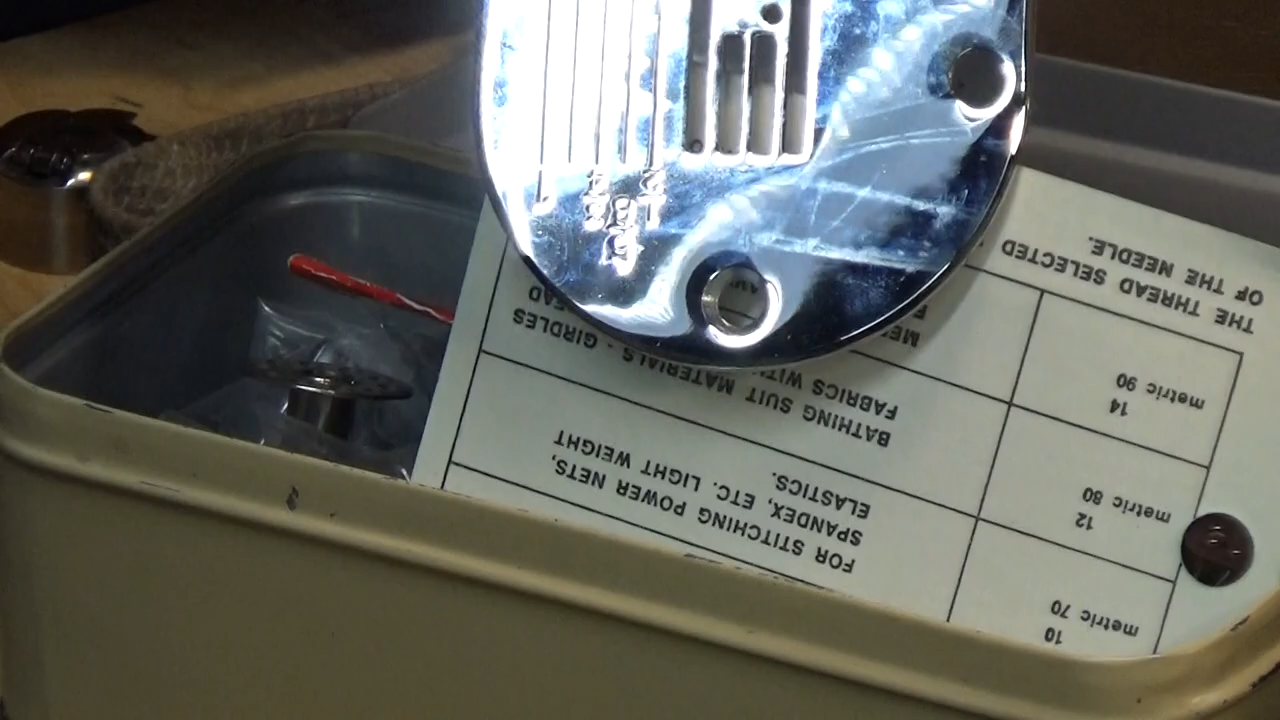 10
metric 70
FOR STITCHING POWER NETS,
SPANDEX, ETC. LIGHT WEIGHT
ELASTICS.
12
metric 80
BATHING SUIT MATERIALS - GIRDLES
FABRICS WITH
14
metric 90
THE THREAD SELECTED
OF THE NEEDLE.